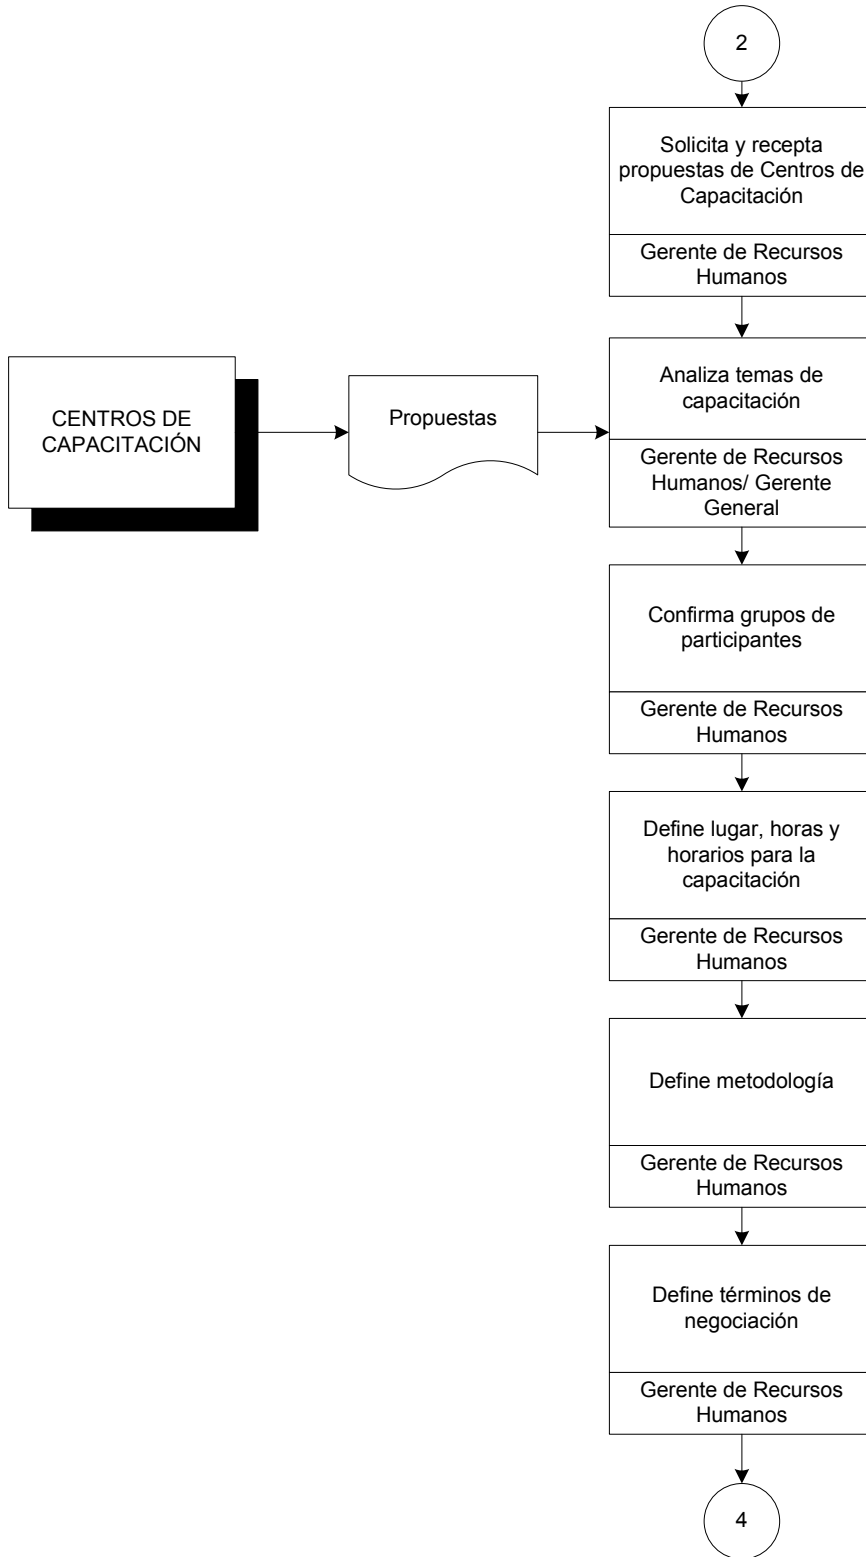 2
Solicita y recepta
propuestas de Centros de
Capacitación
Gerente de Recursos
Humanos
CENTROS DE
CAPACITACIÓN
Propuestas
Analiza temas de
capacitación
Gerente de Recursos
Humanos/ Gerente
General
Confirma grupos de
participantes
Gerente de Recursos
Humanos
Define lugar, horas y
horarios para la
capacitación
Gerente de Recursos
Humanos
Define metodología
Gerente de Recursos
Humanos
Define términos de
negociación
Gerente de Recursos
Humanos
4